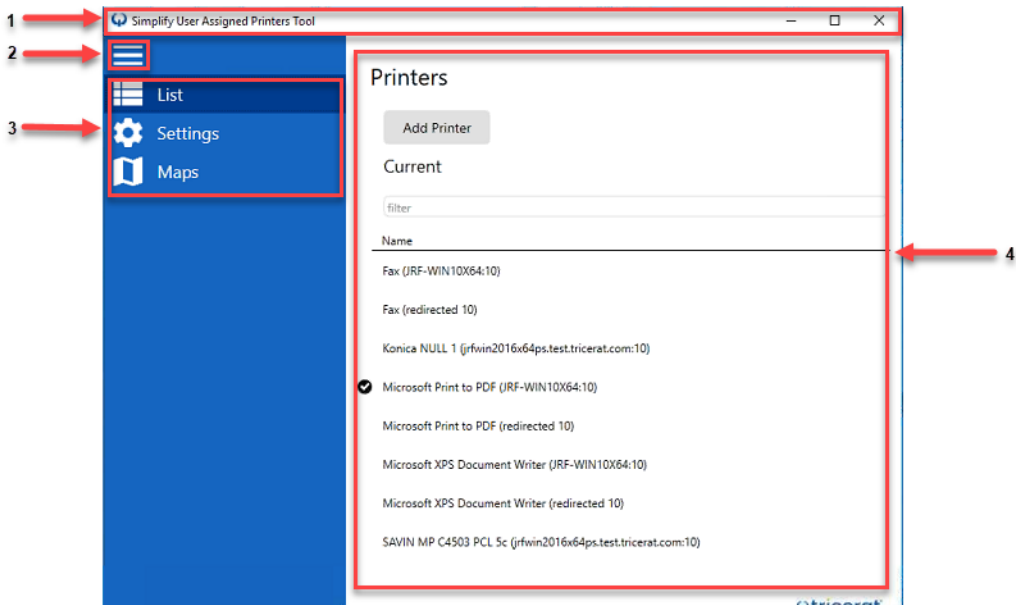 1
Simplify User Assigned Printers Tool
2
3
List
Settings
Maps
Printers
Add Printer
Current
filter
Name
4
Fax (JRF-WIN10X64:10)
Fax (redirected 10)
Konica NULL 1 (jrfwin2016x64ps.test.tricerat.com:10)
Microsoft Print to PDF (JRF-WIN10X64:10)
Microsoft Print to PDF (redirected 10)
Microsoft XPS Document Writer (JRF-WIN10X64:10)
Microsoft XPS Document Writer (redirected 10)
SAVIN MP C4503 PCL 5c (jrfwin2016x64ps.test.tricerat.com:10)
tricerat